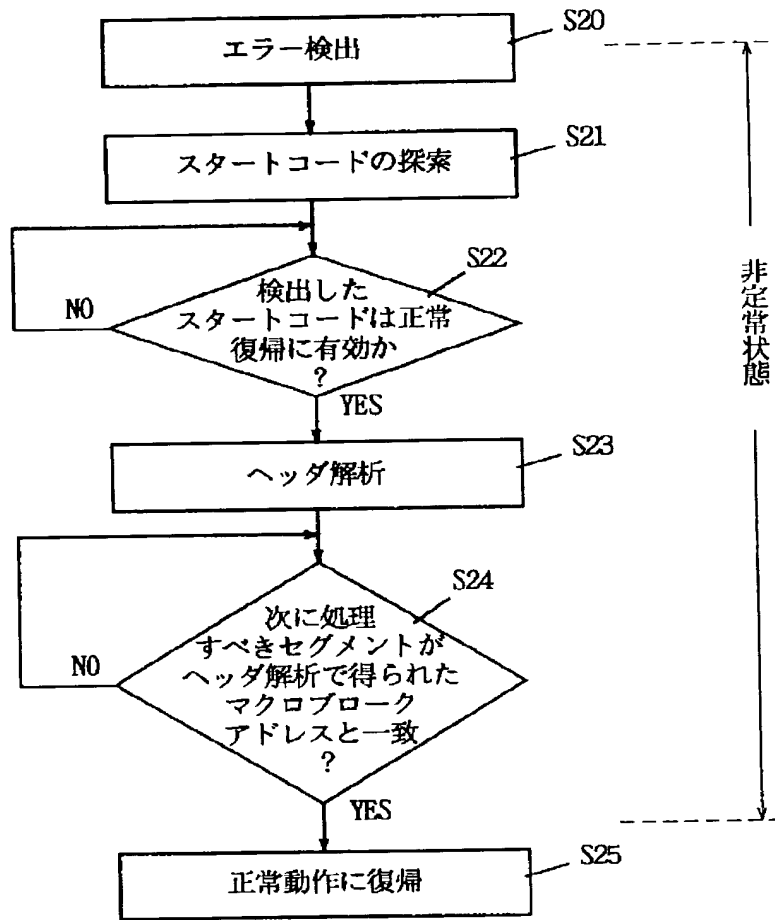 S20
エラー検出
S21
スタートコードの探索
S22
検出した
スタートコードは正常
復帰に有効か
?
NO
YES
S23
ヘッダ解析
S24
次に処理
すべきセグメントが
ヘッダ解析で得られた
マクロブローク
アドレスと一致
?
NO
YES
S25
正常動作に復帰
非定常状態